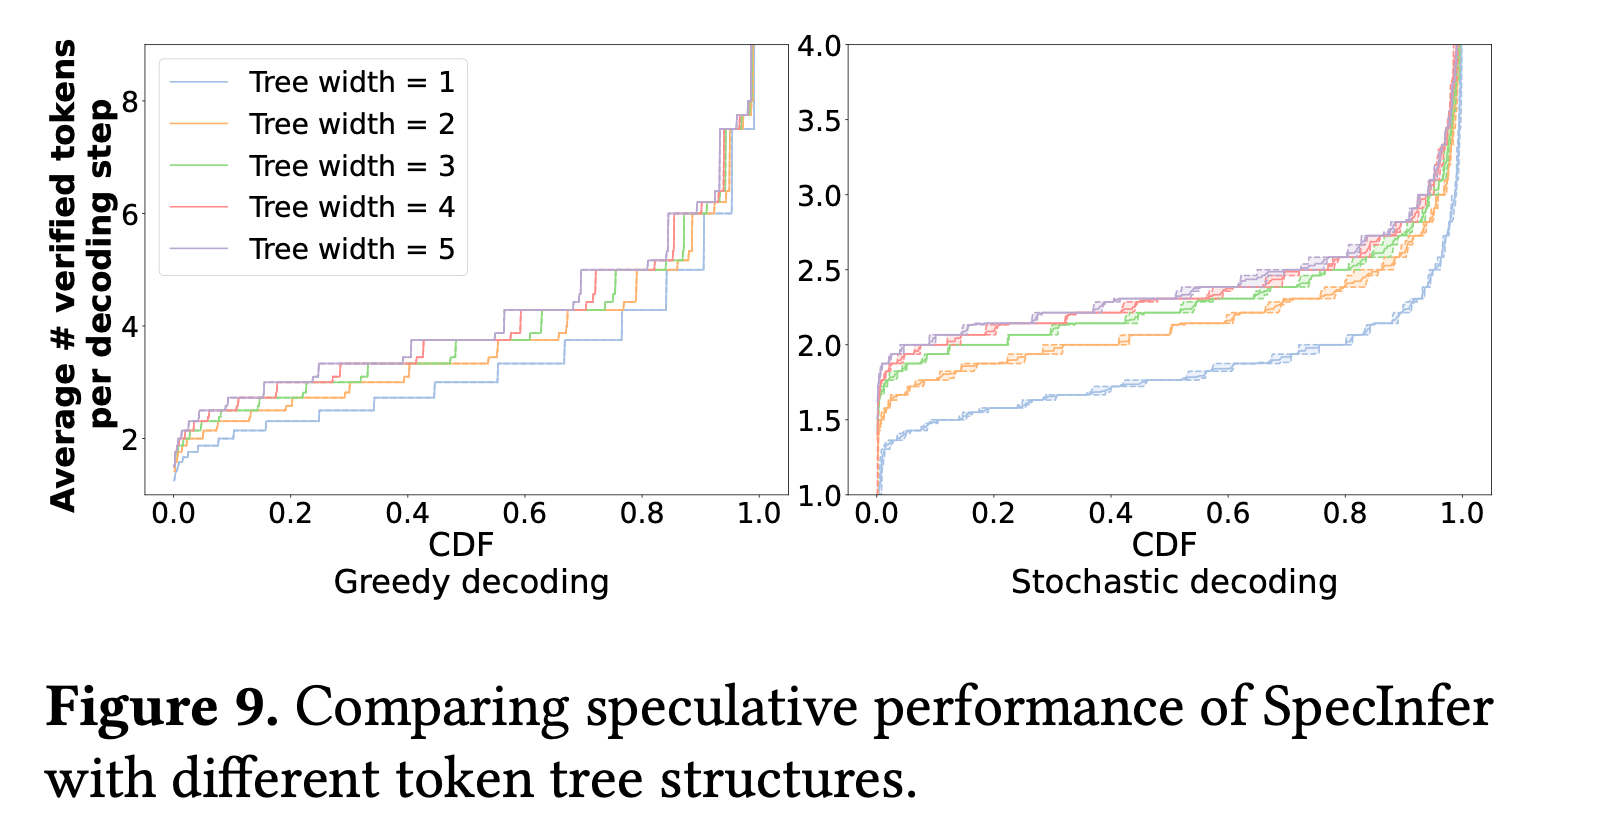 Average # verified tokens
per decoding step
8
6
4
2
Tree width = 1
Tree width = 2
Tree width = 3
Tree width = 4
Tree width = 5
0.0 0.2 0.4 0.6 0.8 1.0
CDF
Greedy decoding
4.0
3.5
3.0
2.5
2.0
1.5
1.0
0.0 0.2 0.4 0.6 0.8 1.0
CDF
Stochastic decoding
Figure 9. Comparing speculative performance of SpecInfer
with different token tree structures.